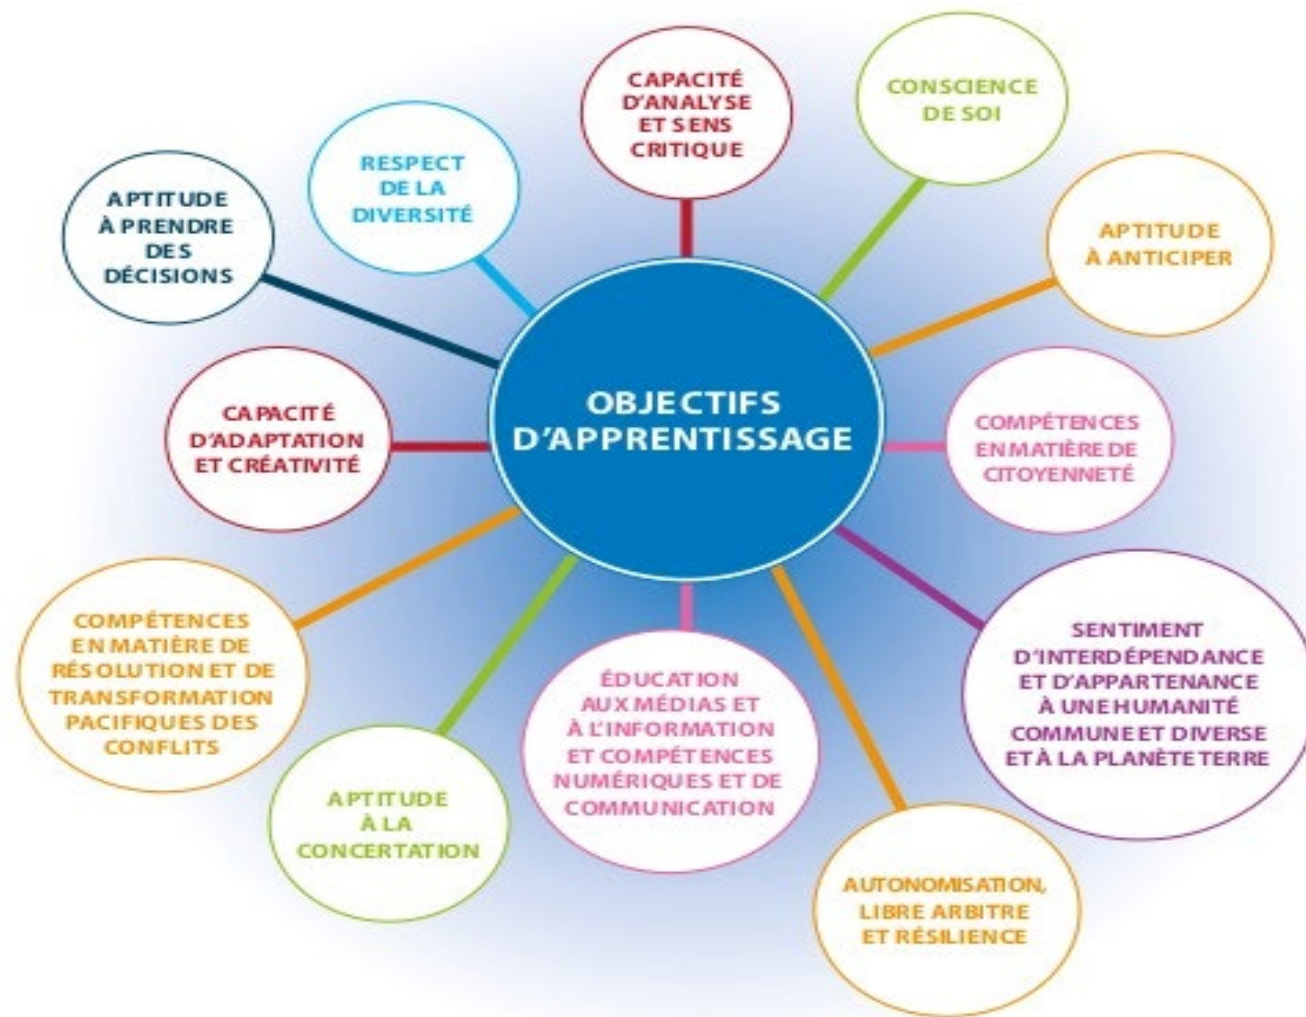 CAPACITÉ
D'ANALYSE
ET SENS
CRITIQUE
CONSCIENCE
DE SOI
RESPECT
DE LA
DIVERSITÉ
APTITUDE
À PRENDRE
DES
DÉCISIONS
APTITUDE
À ANTICIPER
OBJECTIFS
D'APPRENTISSAGE
CAPACITÉ
D'ADAPTATION
ET CRÉATIVITÉ
COMPÉTENCES
EN MATIÈRE DE
CITOYENNETÉ
COMPÉTENCES
EN MATIÈRE DE
RÉSOLUTION ET DE
TRANSFORMATION
PACIFIQUES DES
CONFLITS
SENTIMENT
D'INTERDÉPENDANCE
ET D'APPARTENANCE
À UNE HUMANITÉ
COMMUNE ET DIVERSE
ET À LA PLANÈTE TERRE
ÉDUCATION
AUX MÉDIAS ET
À L'INFORMATION
ET COMPÉTENCES
NUMÉRIQUES ET DE
COMMUNICATION
APTITUDE
À LA
CONCERTATION
AUTONOMISATION,
LIBRE ARBITRE
ET RÉSILIENCE